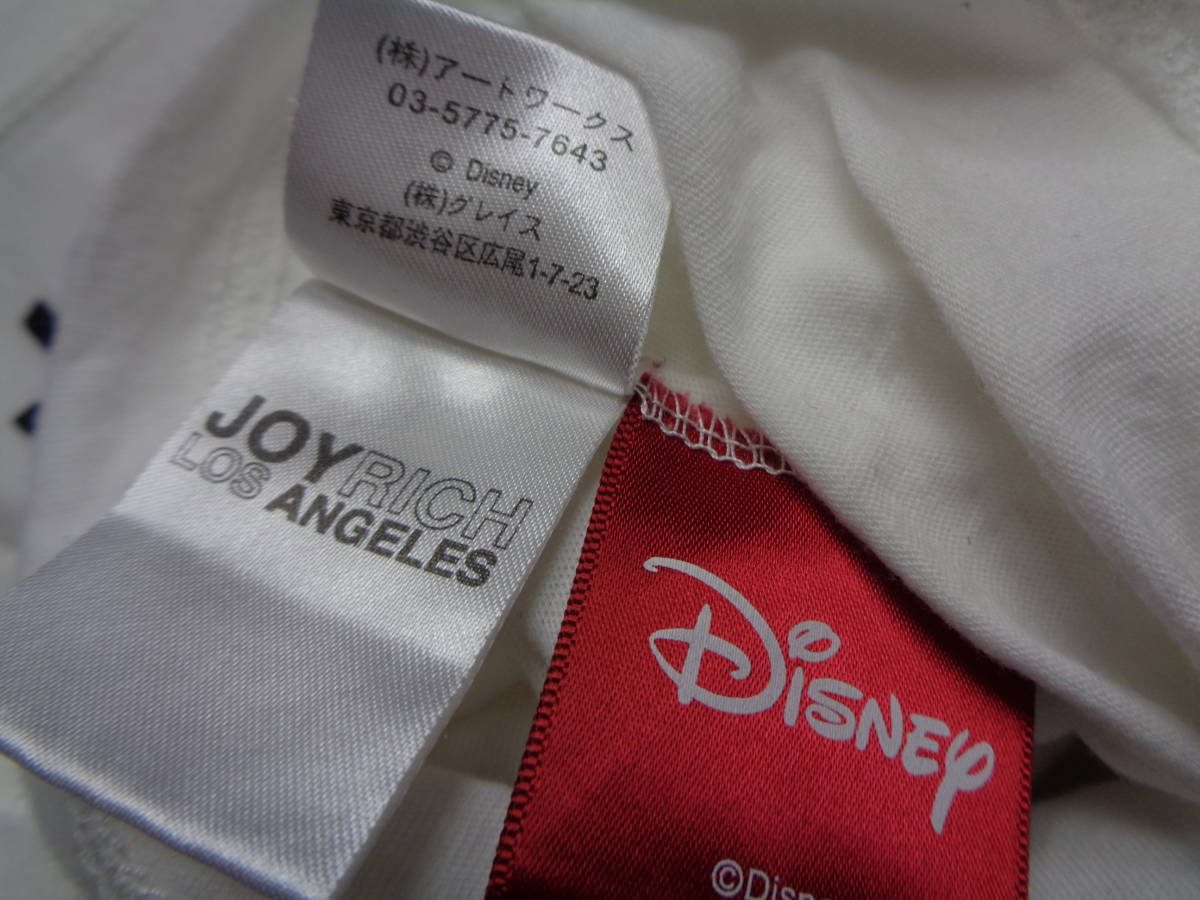 (株)アートワークス
03-5775-7643
© Disney
(株)グレイス
東京都渋谷区広尾1-7-23
JOYRICH
LOS ANGELES
Disney
©Disn